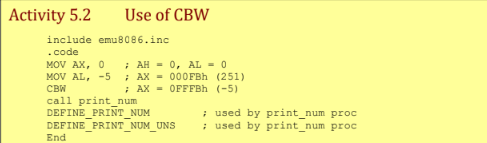 Activity 5.2 Use of CBW
include emu8086.inc
.code
MOV AX, 0 ; AH = 0, AL = 0
MOV AL, -5 ; AX = 000FBh (251)
CBW ; AX = 0FFFBh (-5)
call print_num
DEFINE_PRINT_NUM ; used by print_num proc
DEFINE_PRINT_NUM_UNS ; used by print_num proc
End